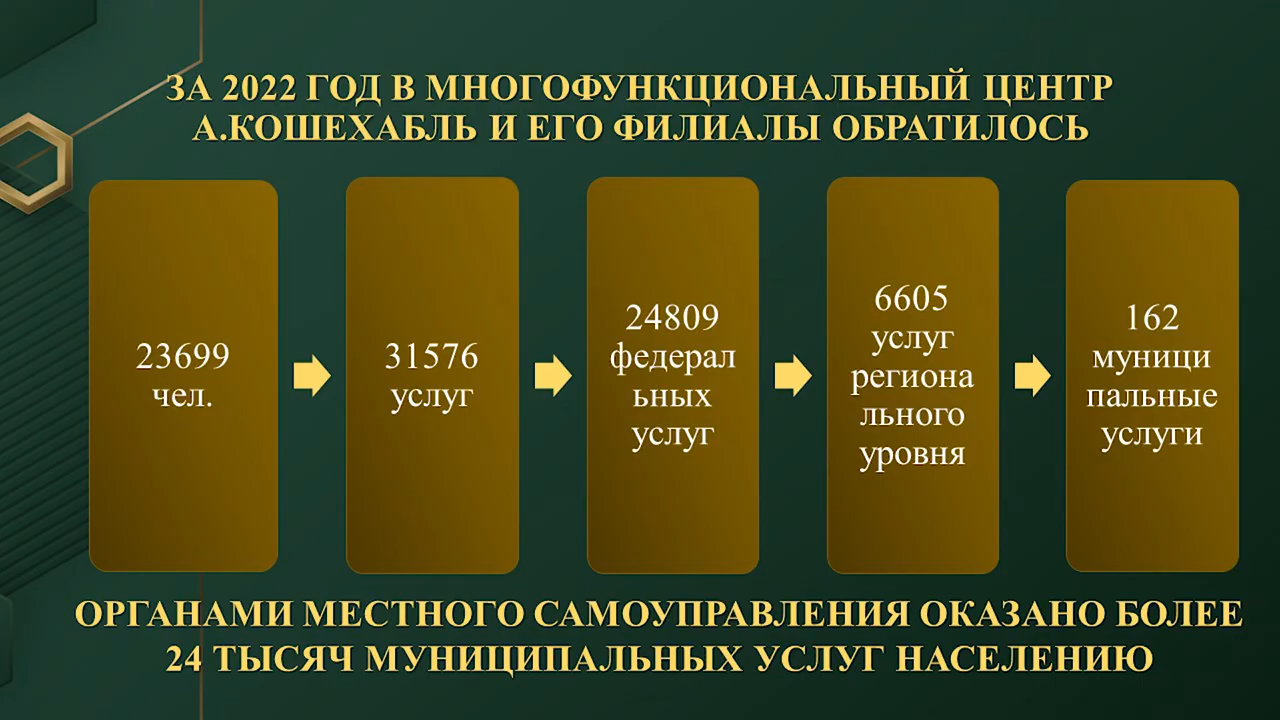 ЗА 2022 ГОД В МНОГОФУНКЦИОНАЛЬНЫЙ ЦЕНТР
А.КОШЕХАБЛЬ И ЕГО ФИЛИАЛЫ ОБРАТИЛОСЬ
23699
чел.
31576
услуг
24809
федерал
ьных
услуг
6605
услуг
региона
льного
уровня
162
муници
пальные
услуги
ОРГАНАМИ МЕСТНОГО САМОУПРАВЛЕНИЯ ОКАЗАНО БОЛЕЕ
24 ТЫСЯЧ МУНИЦИПАЛЬНЫХ УСЛУГ НАСЕЛЕНИЮ